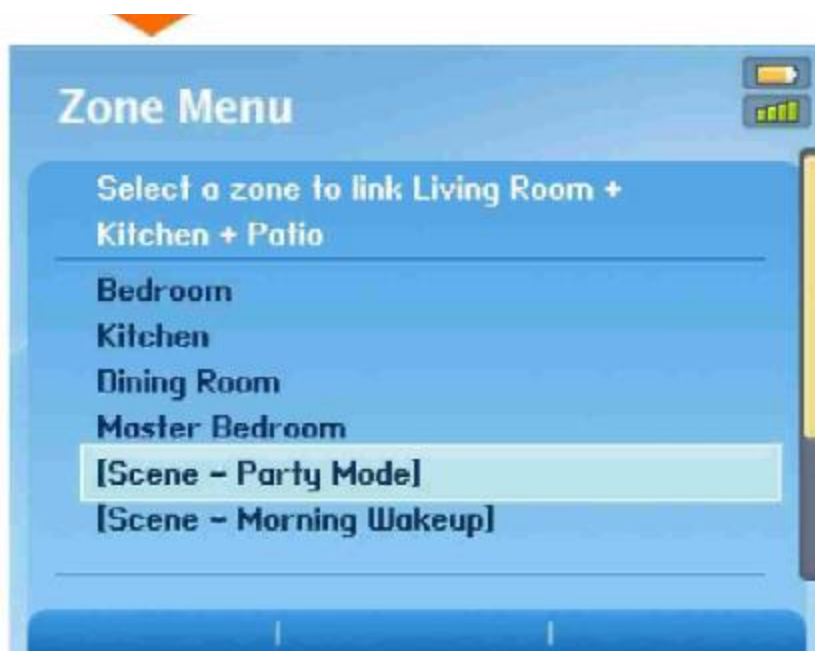 Zone Menu
Select a zone to link Living Room +
Kitchen + Patio
Bedroom
Kitchen
Dining Room
Master Bedroom
[Scene - Party Mode]
[Scene - Morning Wakeup]